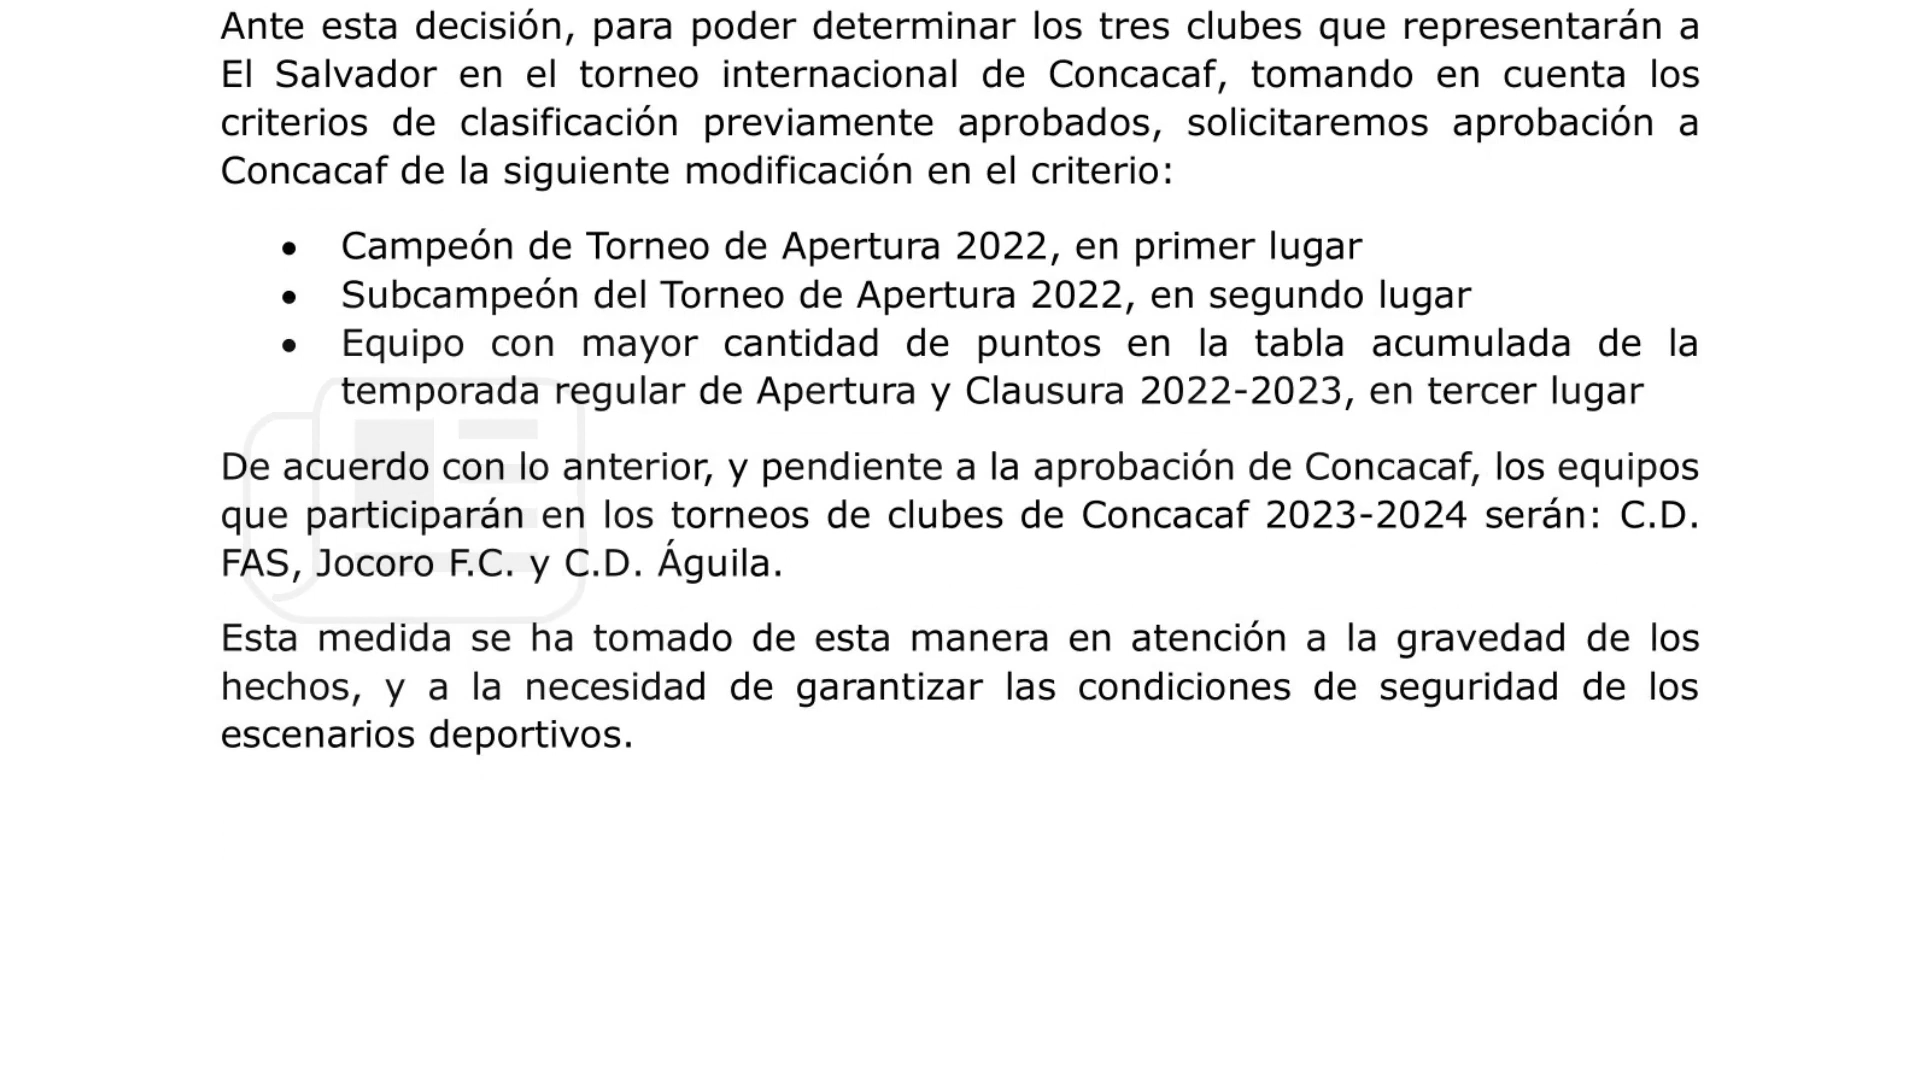 Ante esta decisión, para poder determinar los tres clubes que representarán a
El Salvador en el torneo internacional de Concacaf, tomando en cuenta los
criterios de clasificación previamente aprobados, solicitaremos aprobación a
Concacaf de la siguiente modificación en el criterio:
• Campeón de Torneo de Apertura 2022, en primer lugar
• Subcampeón del Torneo de Apertura 2022, en segundo lugar
• Equipo con mayor cantidad de puntos en la tabla acumulada de la
temporada regular de Apertura y Clausura 2022-2023, en tercer lugar
De acuerdo con lo anterior, y pendiente a la aprobación de Concacaf, los equipos
que participarán en los torneos de clubes de Concacaf 2023-2024 serán: C.D.
FAS, Jocoro F.C. y C.D. Águila.
Esta medida se ha tomado de esta manera en atención a la gravedad de los
hechos, y a la necesidad de garantizar las condiciones de seguridad de los
escenarios deportivos.